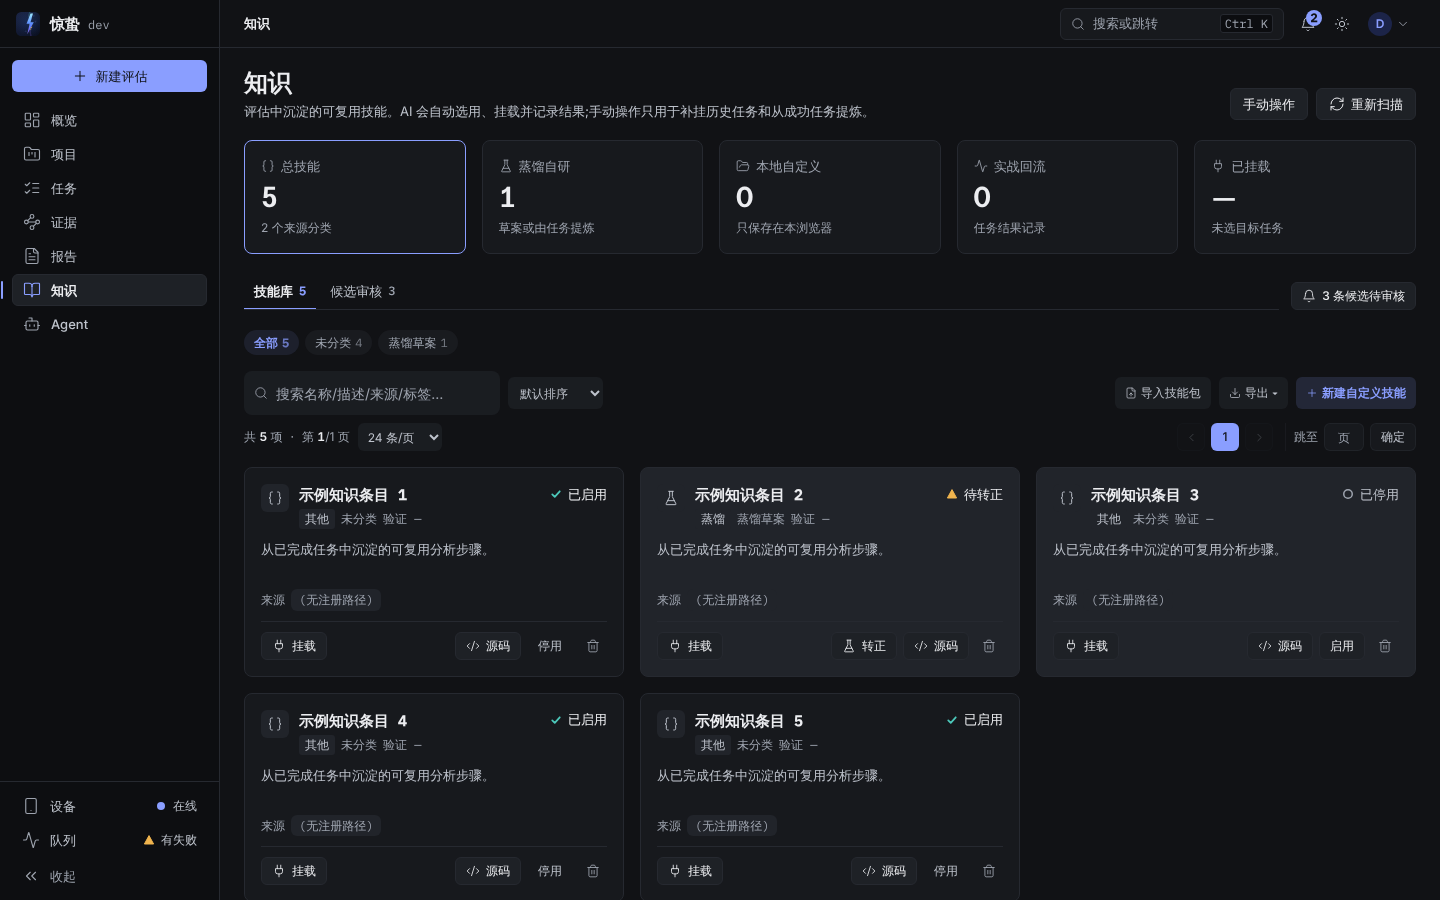 惊蛰 dev
知识
搜索或跳转 Ctrl K
2
D
新建评估
概览
项目
任务
证据
报告
知识
Agent
设备 在线
队列 有失败
收起
知识
评估中沉淀的可复用技能。AI 会自动选用、挂载并记录结果;手动操作只用于补挂历史任务和从成功任务提炼。
手动操作 重新扫描
总技能
5
2 个来源分类
蒸馏自研
1
草案或由任务提炼
本地自定义
0
只保存在本浏览器
实战回流
0
任务结果记录
已挂载
—
未选目标任务
技能库 5 候选审核 3
3 条候选待审核
全部 5 未分类 4 蒸馏草案 1
搜索名称/描述/来源/标签... 默认排序
导入技能包 导出 新建自定义技能
共 5 项 · 第 1/1 页 24 条/页
1 跳至 页 确定
示例知识条目 1 已启用
其他 未分类 验证 —
从已完成任务中沉淀的可复用分析步骤。
来源 (无注册路径)
挂载 源码 停用
示例知识条目 2 待转正
蒸馏 蒸馏草案 验证 —
从已完成任务中沉淀的可复用分析步骤。
来源 (无注册路径)
挂载 转正 源码
示例知识条目 3 已停用
其他 未分类 验证 —
从已完成任务中沉淀的可复用分析步骤。
来源 (无注册路径)
挂载 源码 启用
示例知识条目 4 已启用
其他 未分类 验证 —
从已完成任务中沉淀的可复用分析步骤。
来源 (无注册路径)
挂载 源码 停用
示例知识条目 5 已启用
其他 未分类 验证 —
从已完成任务中沉淀的可复用分析步骤。
来源 (无注册路径)
挂载 源码 停用